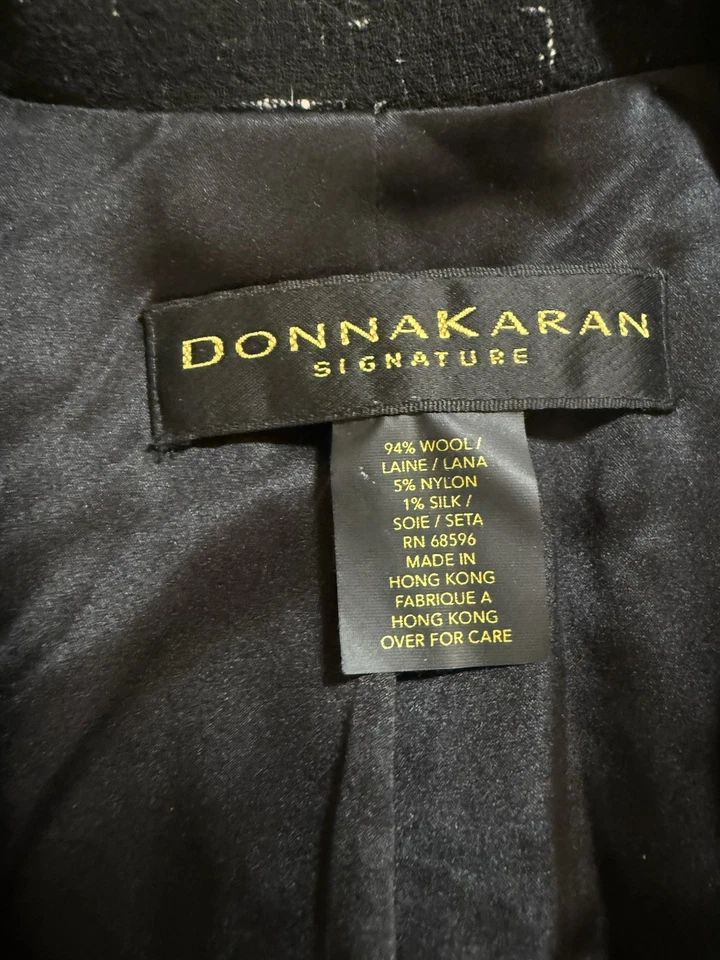 DONNAKARAN
SIGNATURE
94% WOOL /
LAINE / LANA
5% NYLON
1% SILK /
SOIE / SETA
RN 68596
MADE IN
HONG KONG
FABRIQUE A
HONG KONG
OVER FOR CARE